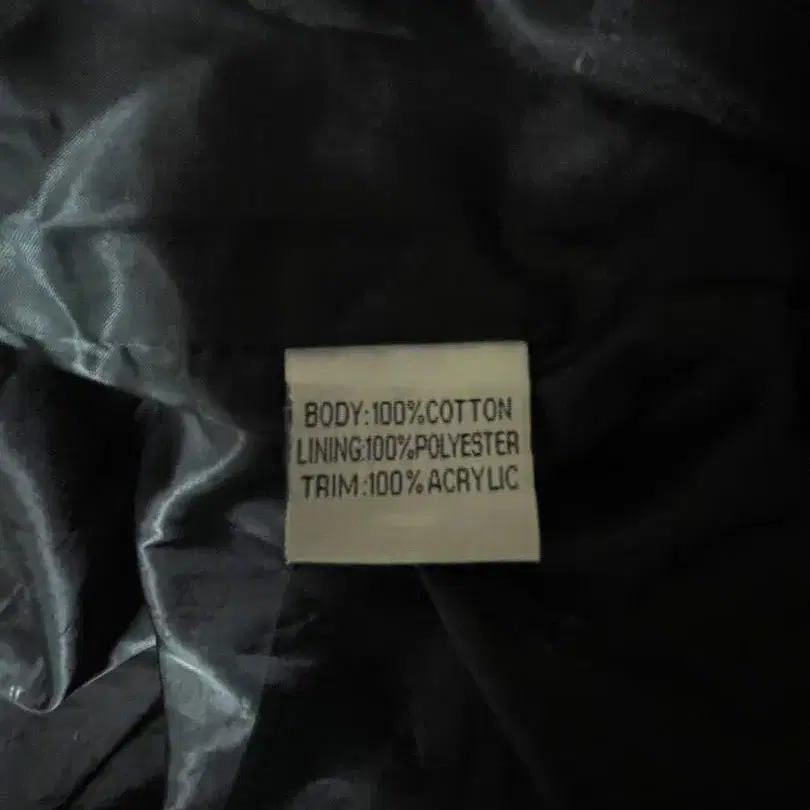 BODY:100%COTTON
LINING:100%POLYESTER
TRIM:100%ACRYLIC